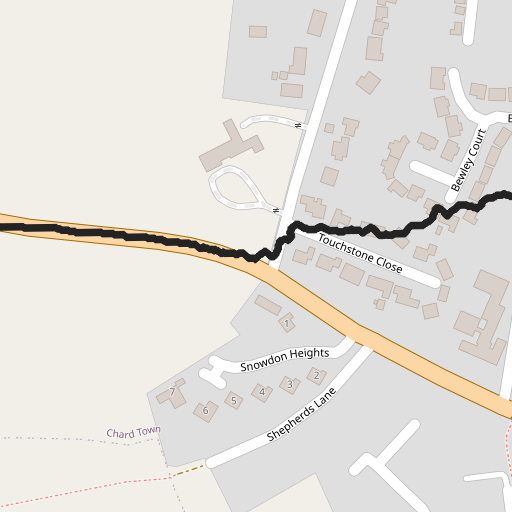 B
Bewley Court
Touchstone Close
1
Snowdon Heights
2
3
4
5
6
7
Shepherds Lane
Chard Town